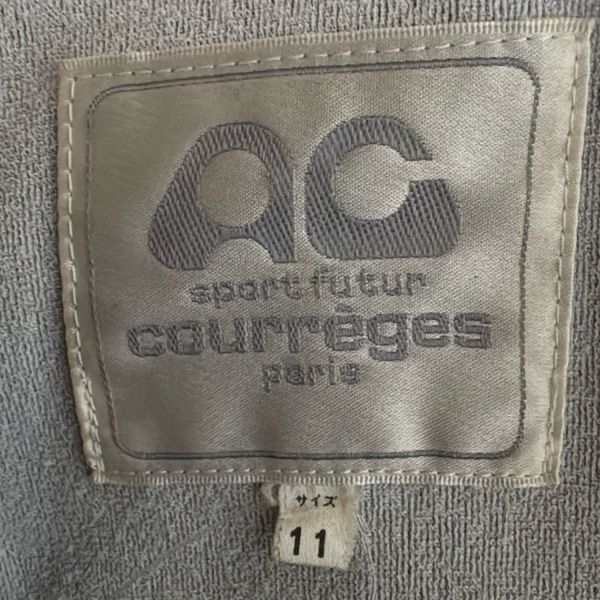 AC
sport futur
courrèges
paris
サイズ
11